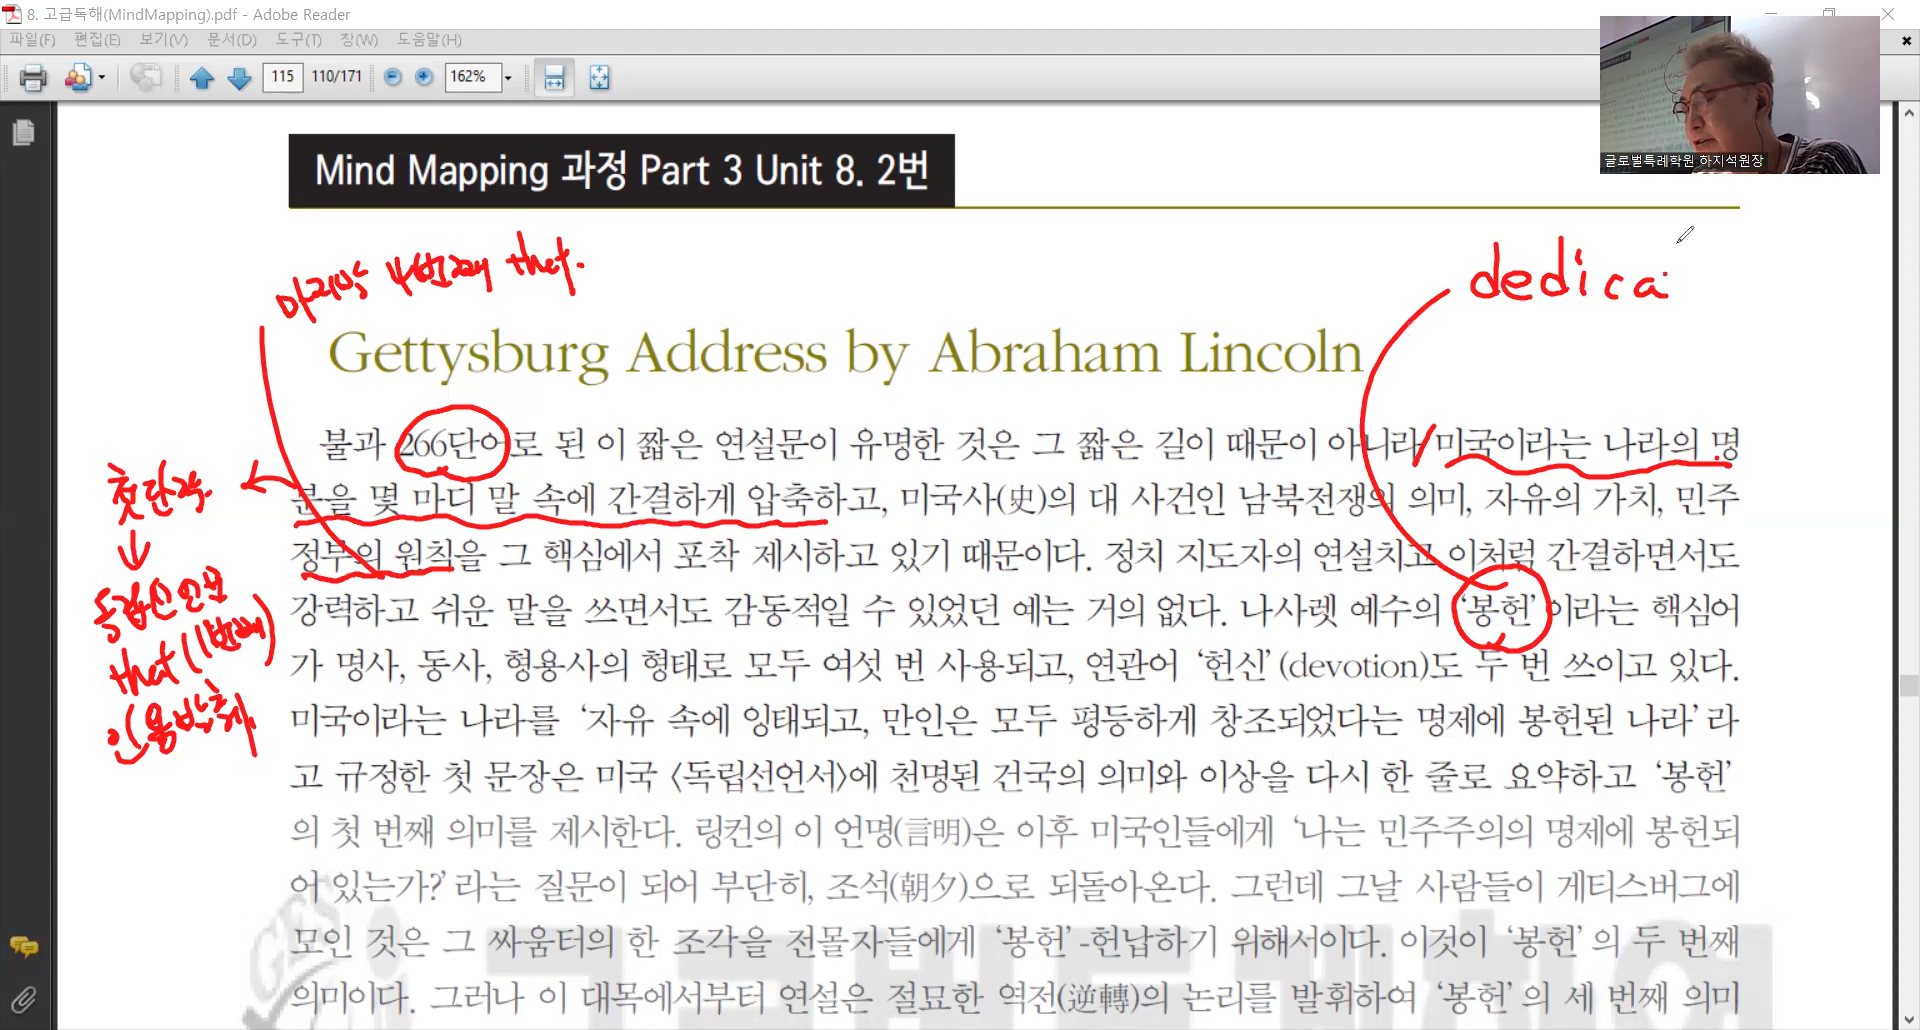 8. 고급독해(MindMapping).pdf - Adobe Reader
파일(F) 편집(E) 보기(V) 문서(D) 도구(T) 창(W) 도움말(H)
115 110/171 162%
글로벌특례학원 하지석원장
Mind Mapping 과정 Part 3 Unit 8. 2번
마지막 4번째 that.
dedica
Gettysburg Address by Abraham Lincoln
불과 266단어로 된 이 짧은 연설문이 유명한 것은 그 짧은 길이 때문이 아니라 미국이라는 나라의 명
분을 몇 마디 말 속에 간결하게 압축하고, 미국사(史)의 대 사건인 남북전쟁의 의미, 자유의 가치, 민주
정부의 원칙을 그 핵심에서 포착 제시하고 있기 때문이다. 정치 지도자의 연설치고 이처럼 간결하면서도
강력하고 쉬운 말을 쓰면서도 감동적일 수 있었던 예는 거의 없다. 나사렛 예수의 ‘봉헌’이라는 핵심어
가 명사, 동사, 형용사의 형태로 모두 여섯 번 사용되고, 연관어 ‘헌신’(devotion)도 두 번 쓰이고 있다.
미국이라는 나라를 ‘자유 속에 잉태되고, 만인은 모두 평등하게 창조되었다는 명제에 봉헌된 나라’라
고 규정한 첫 문장은 미국 〈독립선언서〉에 천명된 건국의 의미와 이상을 다시 한 줄로 요약하고 ‘봉헌’
의 첫 번째 의미를 제시한다. 링컨의 이 언명(言明)은 이후 미국인들에게 ‘나는 민주주의의 명제에 봉헌되
어 있는가?’라는 질문이 되어 부단히, 조석(朝夕)으로 되돌아온다. 그런데 그날 사람들이 게티스버그에
모인 것은 그 싸움터의 한 조각을 전몰자들에게 ‘봉헌’-헌납하기 위해서이다. 이것이 ‘봉헌’의 두 번째
의미이다. 그러나 이 대목에서부터 연설은 절묘한 역전(逆轉)의 논리를 발휘하여 ‘봉헌’의 세 번째 의미
첫단락
독립선언문
that (1번째)
인용박처